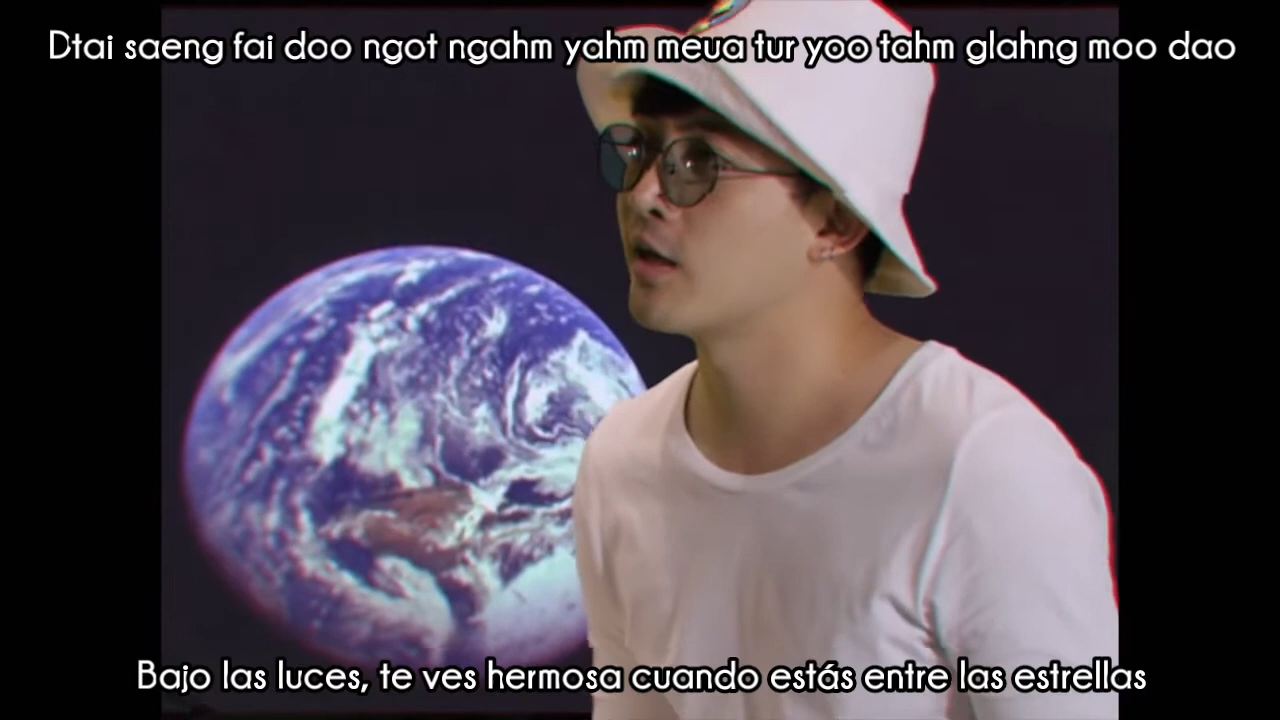 Dtai saeng fai doo ngot ngahm yahm meua tur yoo tahm glahng moo dao
Bajo las luces, te ves hermosa cuando estás entre las estrellas